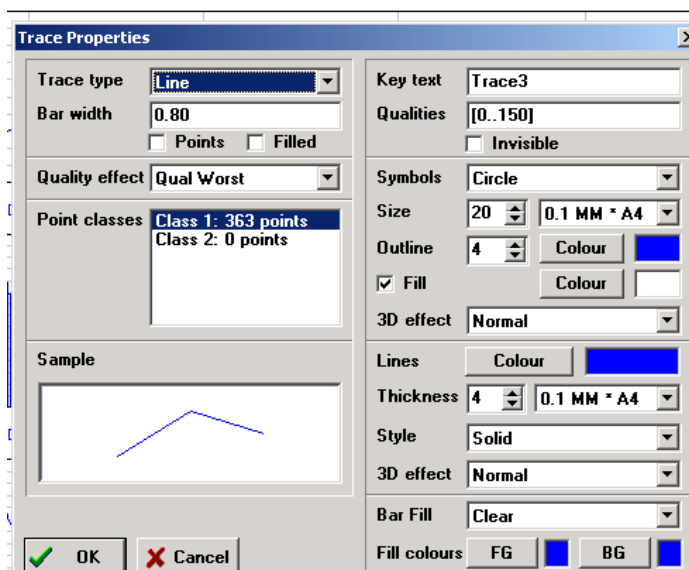 Trace Properties
Trace type Line
Bar width 0.80
Points Filled
Quality effect Qual Worst
Point classes Class 1: 363 points
Class 2: 0 points
Sample
OK Cancel
Key text Trace3
Qualities [0..150]
Invisible
Symbols Circle
Size 20 0.1 MM * A4
Outline 4 Colour
Fill Colour
3D effect Normal
Lines Colour
Thickness 4 0.1 MM * A4
Style Solid
3D effect Normal
Bar Fill Clear
Fill colours FG BG